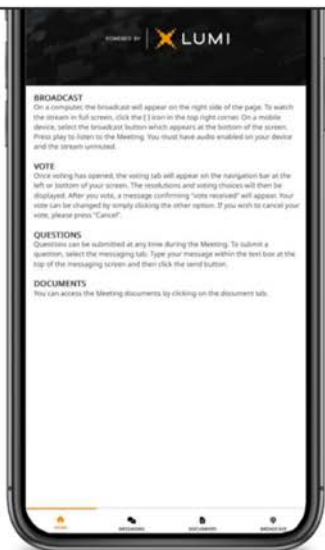 POWERED BY LUMI
BROADCAST
On a computer, the broadcast will appear on the right side of the page. To watch
the stream in full screen, click the [ ] icon in the top right corner. On a mobile
device, select the broadcast button which appears at the bottom of the screen.
Press play to listen to the Meeting. You must have audio enabled on your device
and the stream unmuted.
VOTE
Once voting has opened, the voting tab will appear on the navigation bar at the
left or bottom of your screen. The resolutions and voting choices will then be
displayed. After you vote, a message confirming "vote received" will appear. Your
vote can be changed by simply clicking the other option. If you wish to cancel your
vote, please press "Cancel".
QUESTIONS
Questions can be submitted at any time during the Meeting. To submit a
question, select the messaging tab. Type your message within the text box at the
top of the messaging screen and then click the send button.
DOCUMENTS
You can access the Meeting documents by clicking on the document tab.
HOME MESSAGING DOCUMENTS BROADCAST